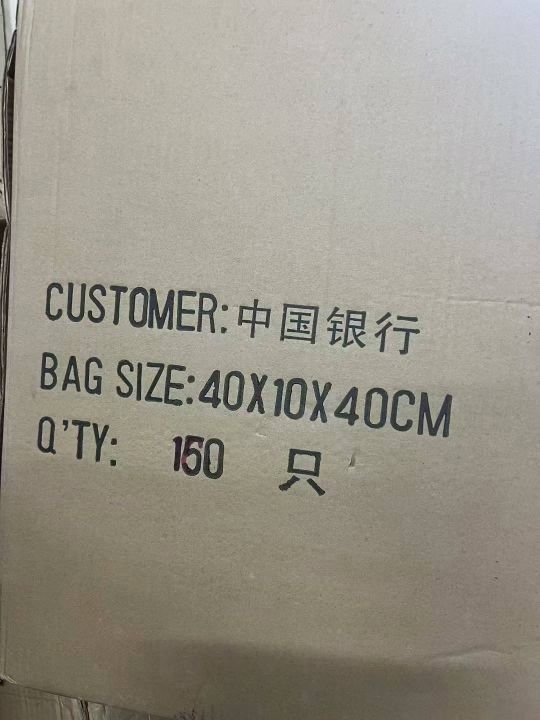 CUSTOMER:中国银行
BAG SIZE:40X10X40CM
Q'TY: 150 只